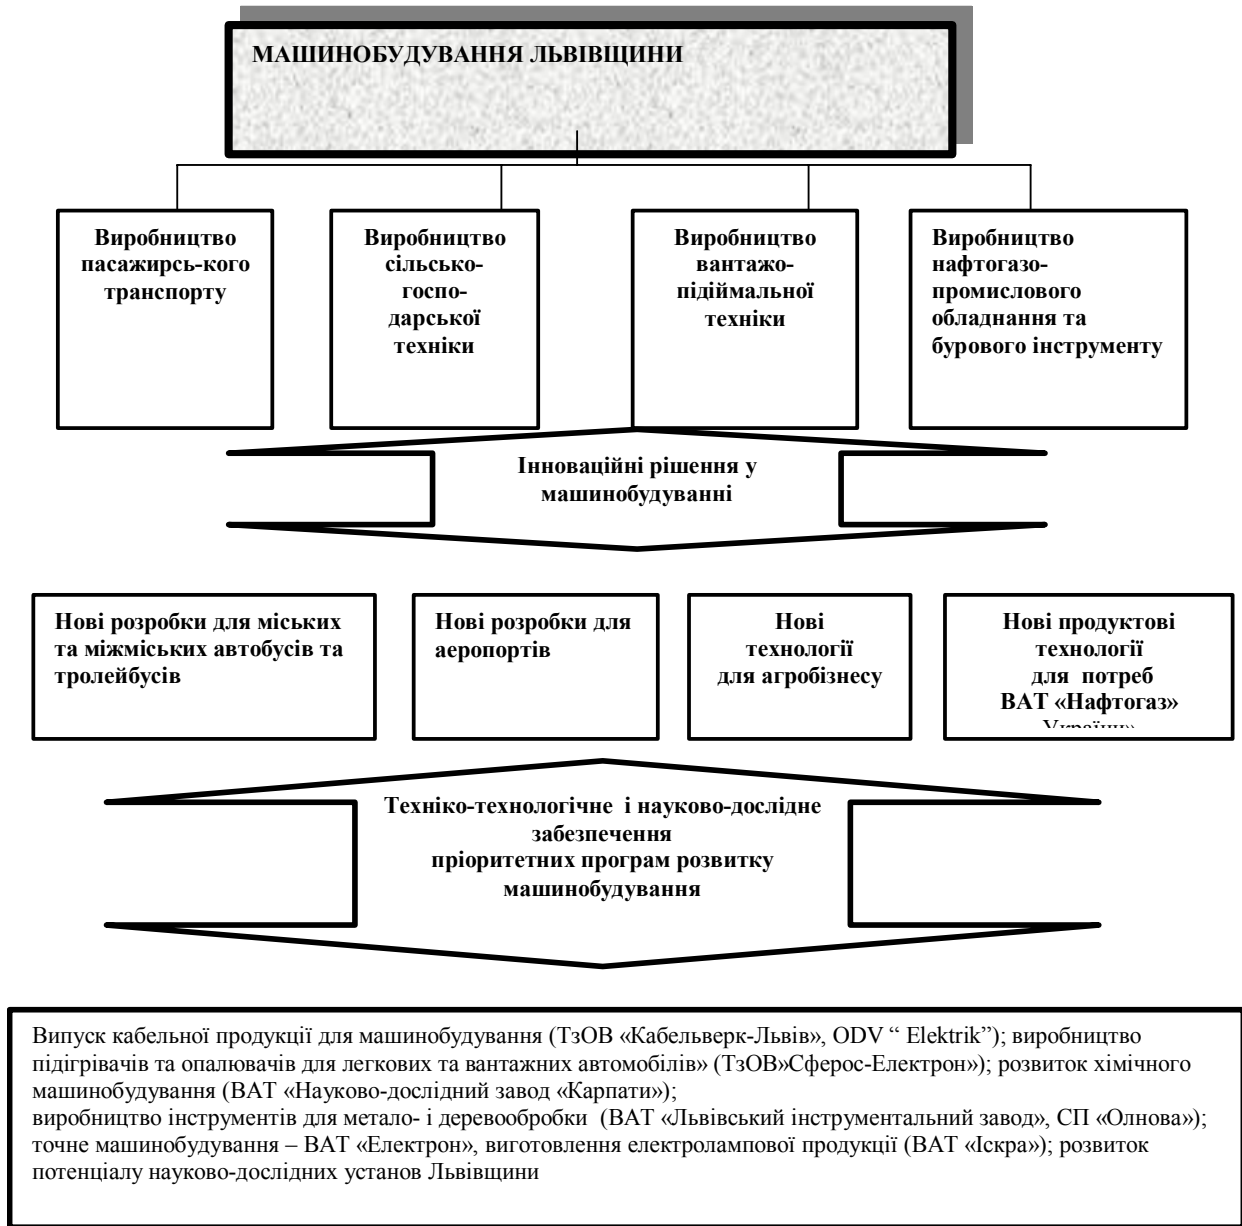 МАШИНОБУДУВАННЯ ЛЬВІВЩИНИ
Виробництво
пасажирсь-кого
транспорту
Виробництво
сільсько-
госпо-
дарської
техніки
Виробництво
вантажо-
підіймальної
техніки
Виробництво
нафтогазо-
промислового
обладнання та
бурового інструменту
Інноваційні рішення у
машинобудуванні
Нові розробки для міських
та міжміських автобусів та
тролейбусів
Нові розробки для
аеропортів
Нові
технології
для агробізнесу
Нові продуктові
технології
для потреб
ВАТ «Нафтогаз»
України»
Техніко-технологічне і науково-дослідне
забезпечення
пріоритетних програм розвитку
машинобудування
Випуск кабельної продукції для машинобудування (ТзОВ «Кабельверк-Львів», ODV “ Elektrik”); виробництво
підігрівачів та опалювачів для легкових та вантажних автомобілів» (ТзОВ»Сферос-Електрон»); розвиток хімічного
машинобудування (ВАТ «Науково-дослідний завод «Карпати»);
виробництво інструментів для метало- і деревообробки (ВАТ «Львівський інструментальний завод», СП «Олнова»);
точне машинобудування – ВАТ «Електрон», виготовлення електролампової продукції (ВАТ «Іскра»); розвиток
потенціалу науково-дослідних установ Львівщини